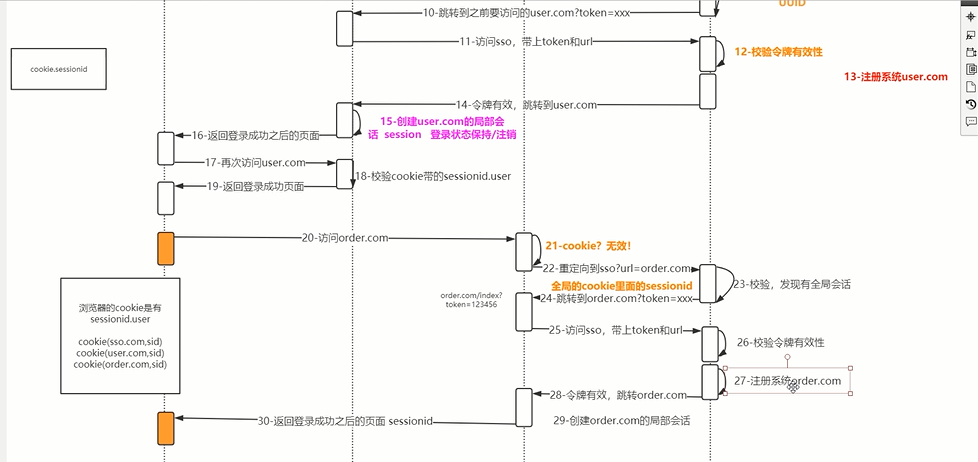 UUID
10-跳转到之前要访问的user.com?token=xxx
11-访问sso，带上token和url
12-校验令牌有效性
cookie.sessionid
13-注册系统user.com
14-令牌有效，跳转到user.com
15-创建user.com的局部会
话 session 登录状态保持/注销
16-返回登录成功之后的页面
17-再次访问user.com
18-校验cookie带的sessionid.user
19-返回登录成功页面
20-访问order.com
21-cookie？无效！
22-重定向到sso?url=order.com
23-校验，发现有全局会话
全局的cookie里面的sessionid
order.com/index?
token=123456
24-跳转到order.com?token=xxx
浏览器的cookie是有
sessionid.user
cookie(sso.com,sid)
cookie(user.com,sid)
cookie(order.com,sid)
25-访问sso，带上token和url
26-校验令牌有效性
27-注册系统order.com
28-令牌有效，跳转order.com
29-创建order.com的局部会话
30-返回登录成功之后的页面 sessionid